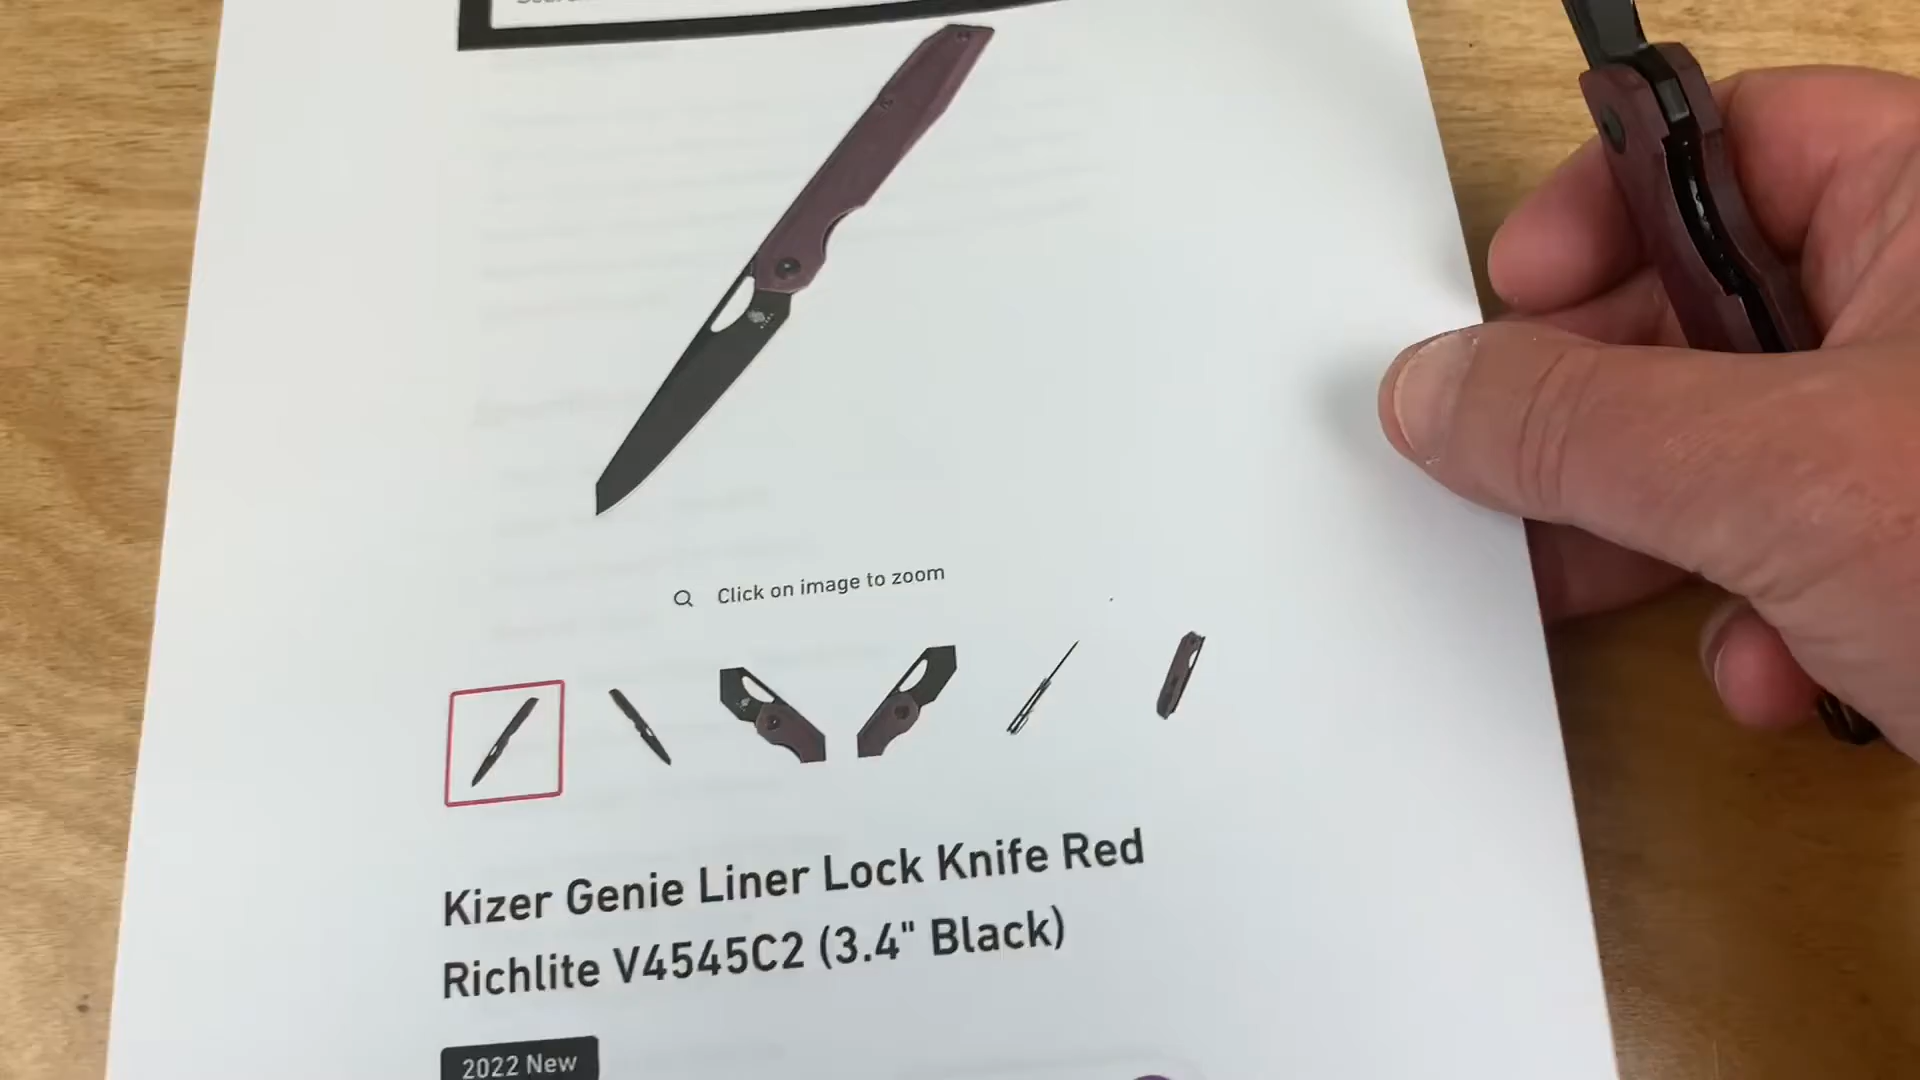 Click on image to zoom
Kizer Genie Liner Lock Knife Red
Richlite V4545C2 (3.4" Black)
2022 New